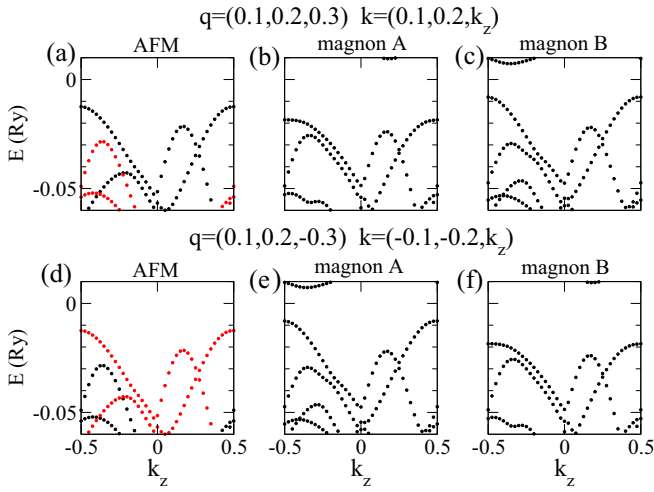 q=(0.1,0.2,0.3) k=(0.1,0.2,k_z)
(a) AFM (b) magnon A (c) magnon B
0
E (Ry)
-0.05
q=(0.1,0.2,-0.3) k=(-0.1,-0.2,k_z)
(d) AFM (e) magnon A (f) magnon B
0
E (Ry)
-0.05
-0.5 0 0.5 -0.5 0 0.5 -0.5 0 0.5
k_z k_z k_z